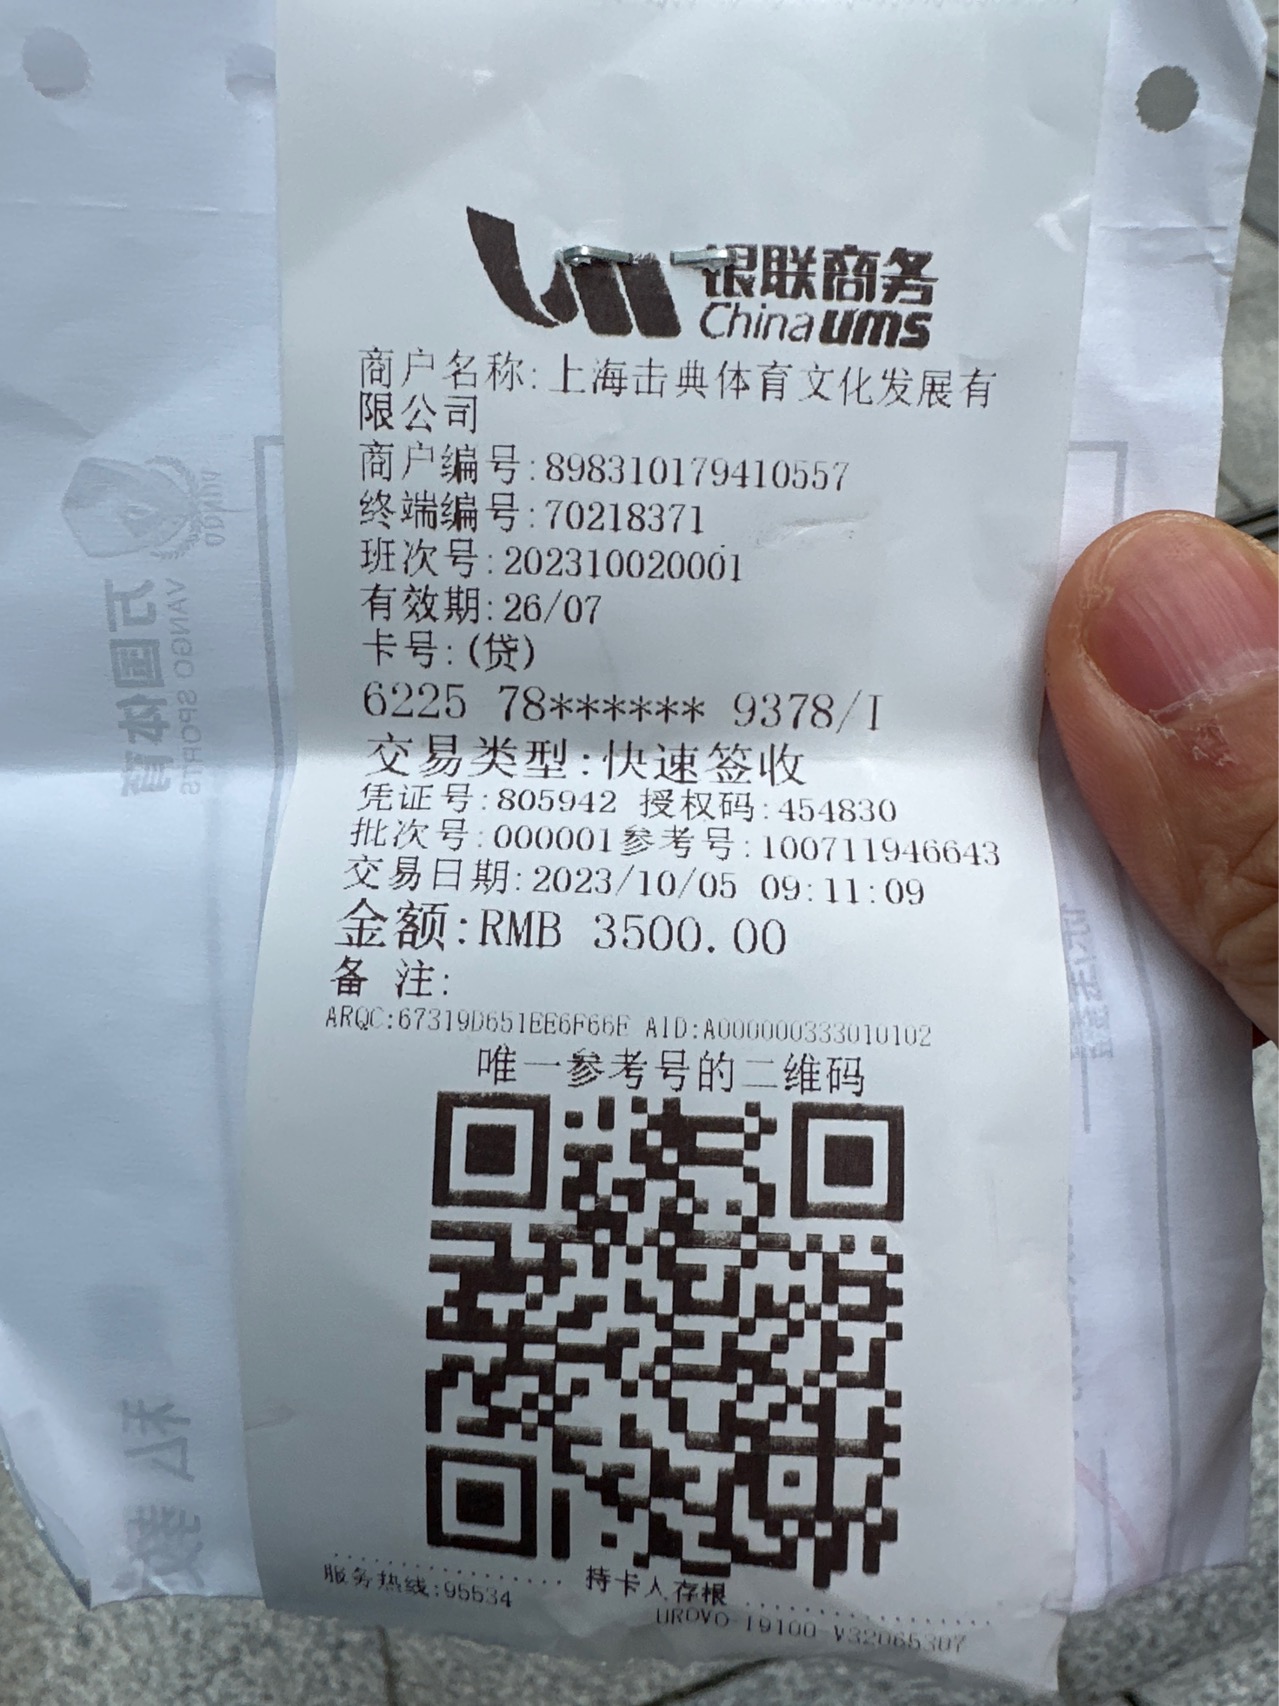 银联商务
Chinaums
商户名称:上海击典体育文化发展有
限公司
商户编号:898310179410557
终端编号:70218371
班次号:202310020001
有效期:26/07
卡号:(贷)
6225 78****** 9378/I
交易类型:快速签收
凭证号:805942 授权码:454830
批次号:000001参考号:100711946643
交易日期:2023/10/05 09:11:09
金额:RMB 3500.00
备 注:
ARQC:67319D651EE6F66E AID:A000000333010102
唯一参考号的二维码
服务热线:95534
持卡人存根
UROVO-I9100-V32065307